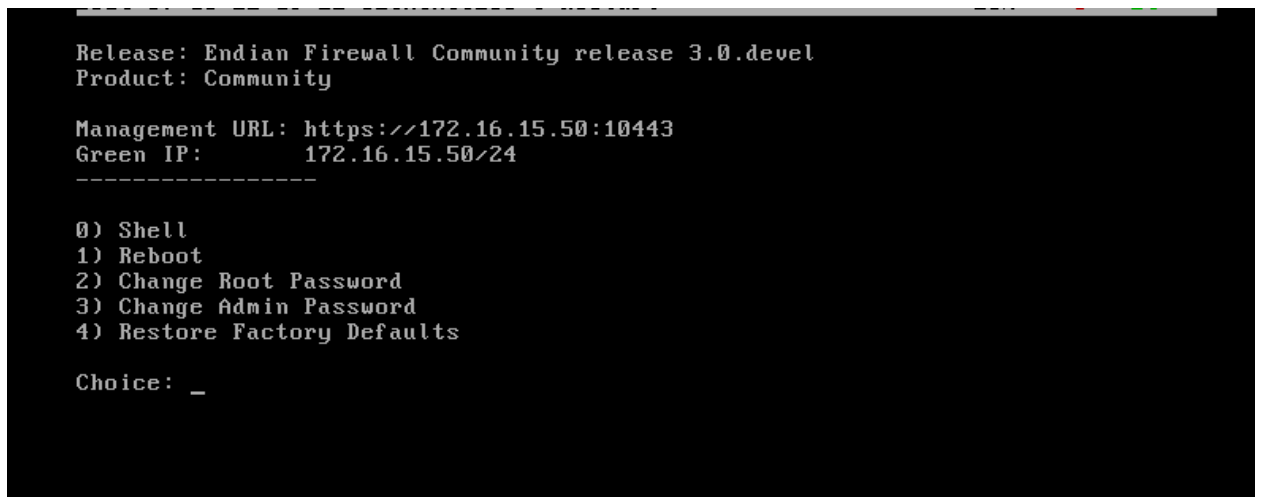 Release: Endian Firewall Community release 3.0.devel
Product: Community
Management URL: https://172.16.15.50:10443
Green IP: 172.16.15.50/24
-----------------
0) Shell
1) Reboot
2) Change Root Password
3) Change Admin Password
4) Restore Factory Defaults
Choice: _